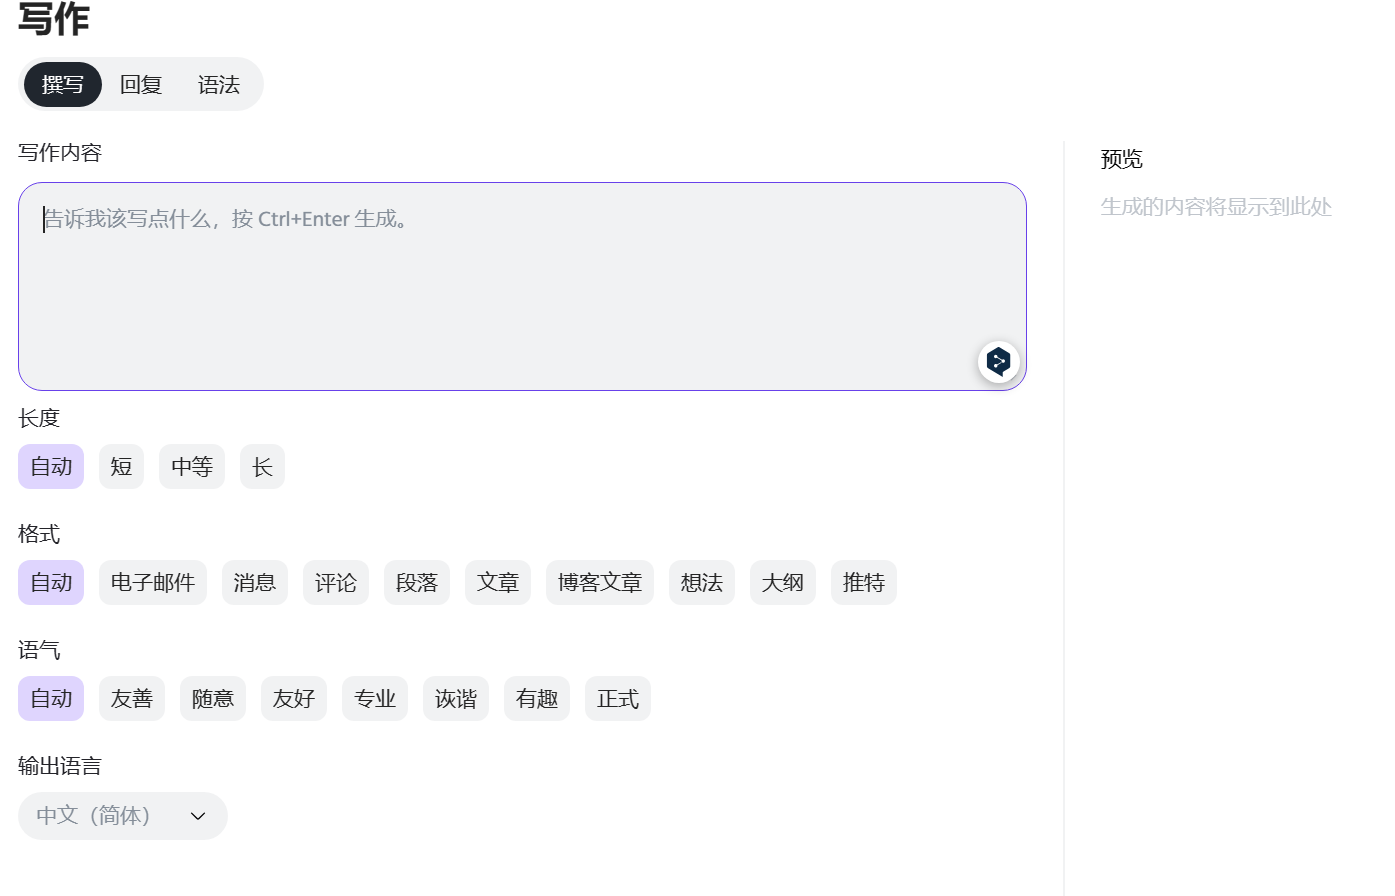 写作
撰写 回复 语法
写作内容
告诉我该写点什么，按 Ctrl+Enter 生成。
长度
自动 短 中等 长
格式
自动 电子邮件 消息 评论 段落 文章 博客文章 想法 大纲 推特
语气
自动 友善 随意 友好 专业 诙谐 有趣 正式
输出语言
中文（简体）
预览
生成的内容将显示到此处